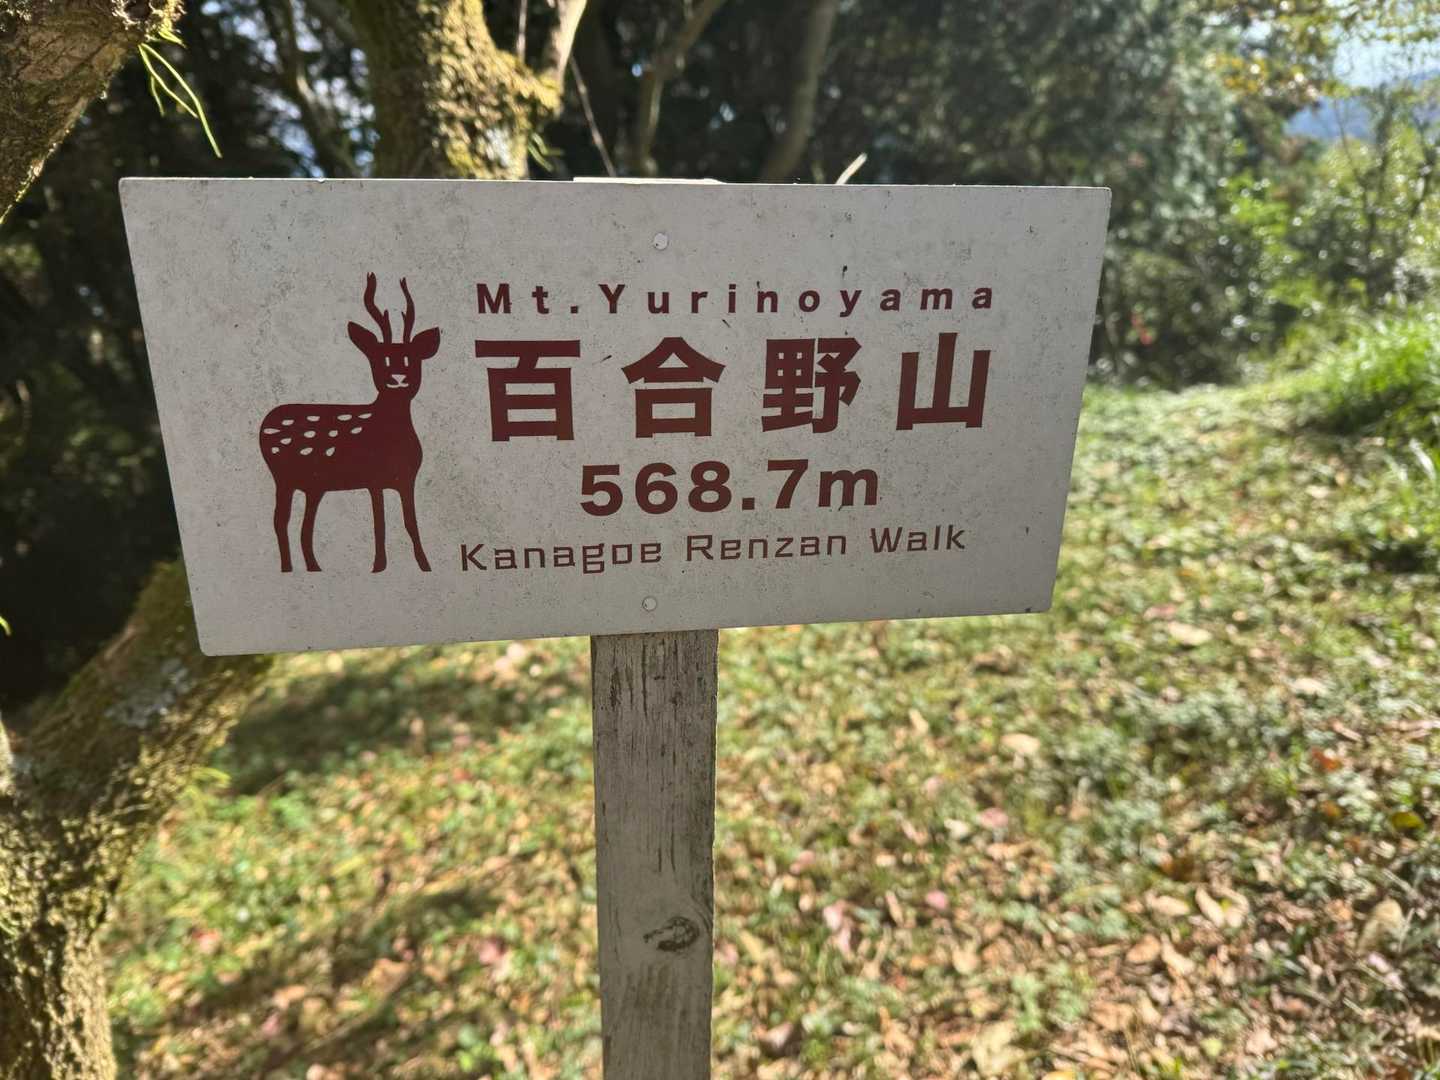 Mt.Yurinoyama
百合野山
568.7m
Kanagoe Renzan Walk